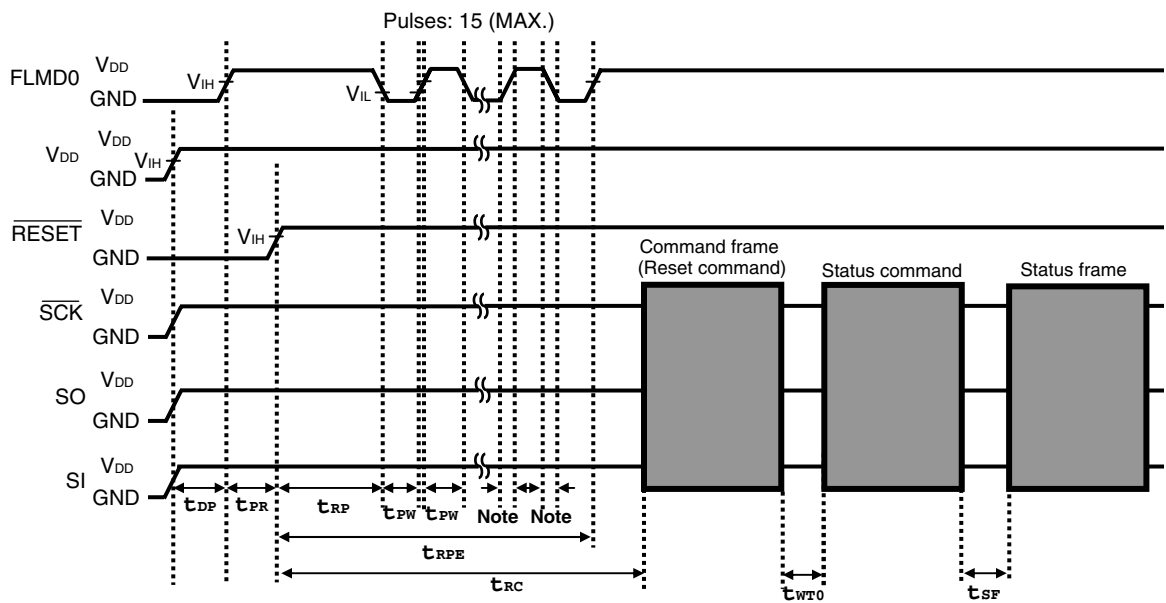 Pulses: 15 (MAX.)
FLMD0
VDD
GND
VIH
VIL
VDD
VDD
GND
VIH
RESET
VDD
GND
VIH
Command frame
(Reset command)
Status command
Status frame
SCK
VDD
GND
SO
VDD
GND
SI
VDD
GND
tDP
tPR
tRP
tPW
tPW
Note
Note
tRPE
tRC
tWT0
tSF